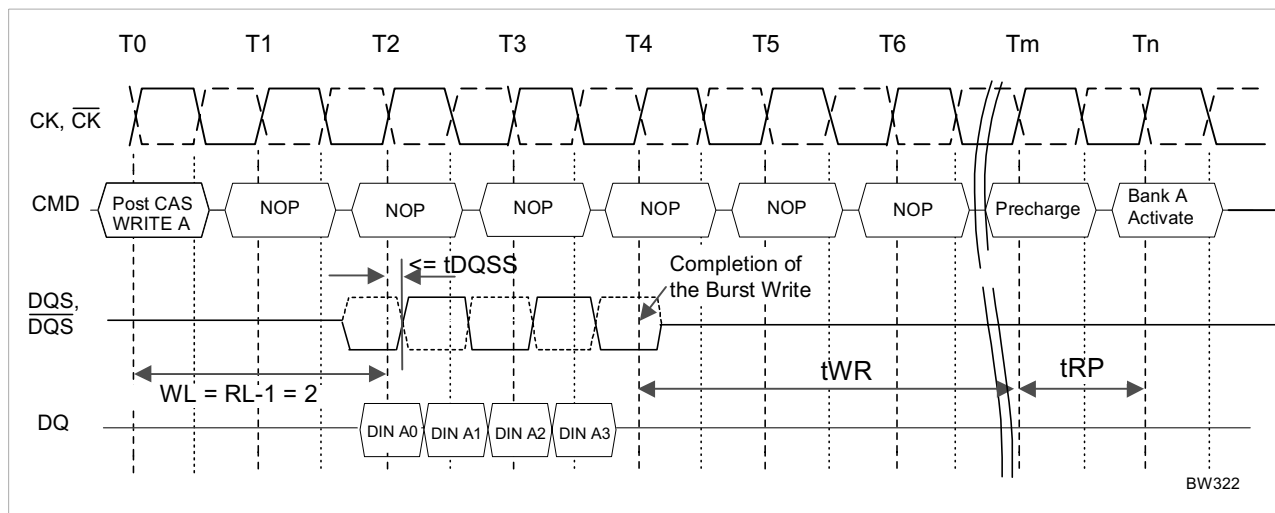 T0 T1 T2 T3 T4 T5 T6 Tm Tn
CK, C̅K̅
CMD
Post CAS
WRITE A
NOP NOP NOP NOP NOP NOP
Precharge
Bank A
Activate
<= tDQSS
Completion of
the Burst Write
DQS,
D̅Q̅S̅
WL = RL-1 = 2
tWR
tRP
DQ
DIN A0 DIN A1 DIN A2 DIN A3
BW322